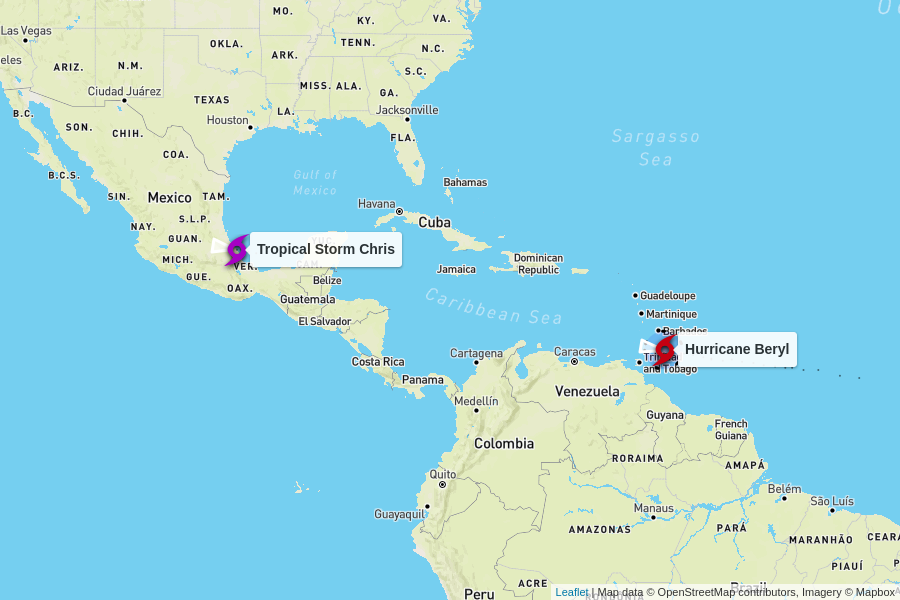 MO.
KY.
VA.
Las Vegas
OKLA.
TENN.
N.C.
ARK.
eles
ARIZ.
N.M.
S.C.
MISS.
ALA.
GA.
Ciudad Juárez
TEXAS
B.C.
LA.
Jacksonville
Houston
SON.
CHIH.
FLA.
Sargasso
Sea
COA.
B.C.S.
Gulf of
Mexico
Bahamas
SIN.
Mexico
TAM.
Havana
S.L.P.
Cuba
NAY.
GUAN.
Tropical Storm Chris
MICH.
VER.
CAM.
Dominican
Republic
Jamaica
GUE.
OAX.
Belize
Guatemala
Caribbean Sea
Guadeloupe
Martinique
El Salvador
Barbados
Hurricane Beryl
Cartagena
Caracas
and Tobago
Costa Rica
Panama
Venezuela
Medellín
Guyana
French
Guiana
Colombia
RORAIMA
AMAPÁ
Quito
Belém
São Luís
Manaus
Guayaquil
AMAZONAS
PARÁ
MARANHÃO
CEARA
PIAUÍ
ACRE
Peru
Brazil
RONDÔNIA
Leaflet | Map data © OpenStreetMap contributors, Imagery © Mapbox